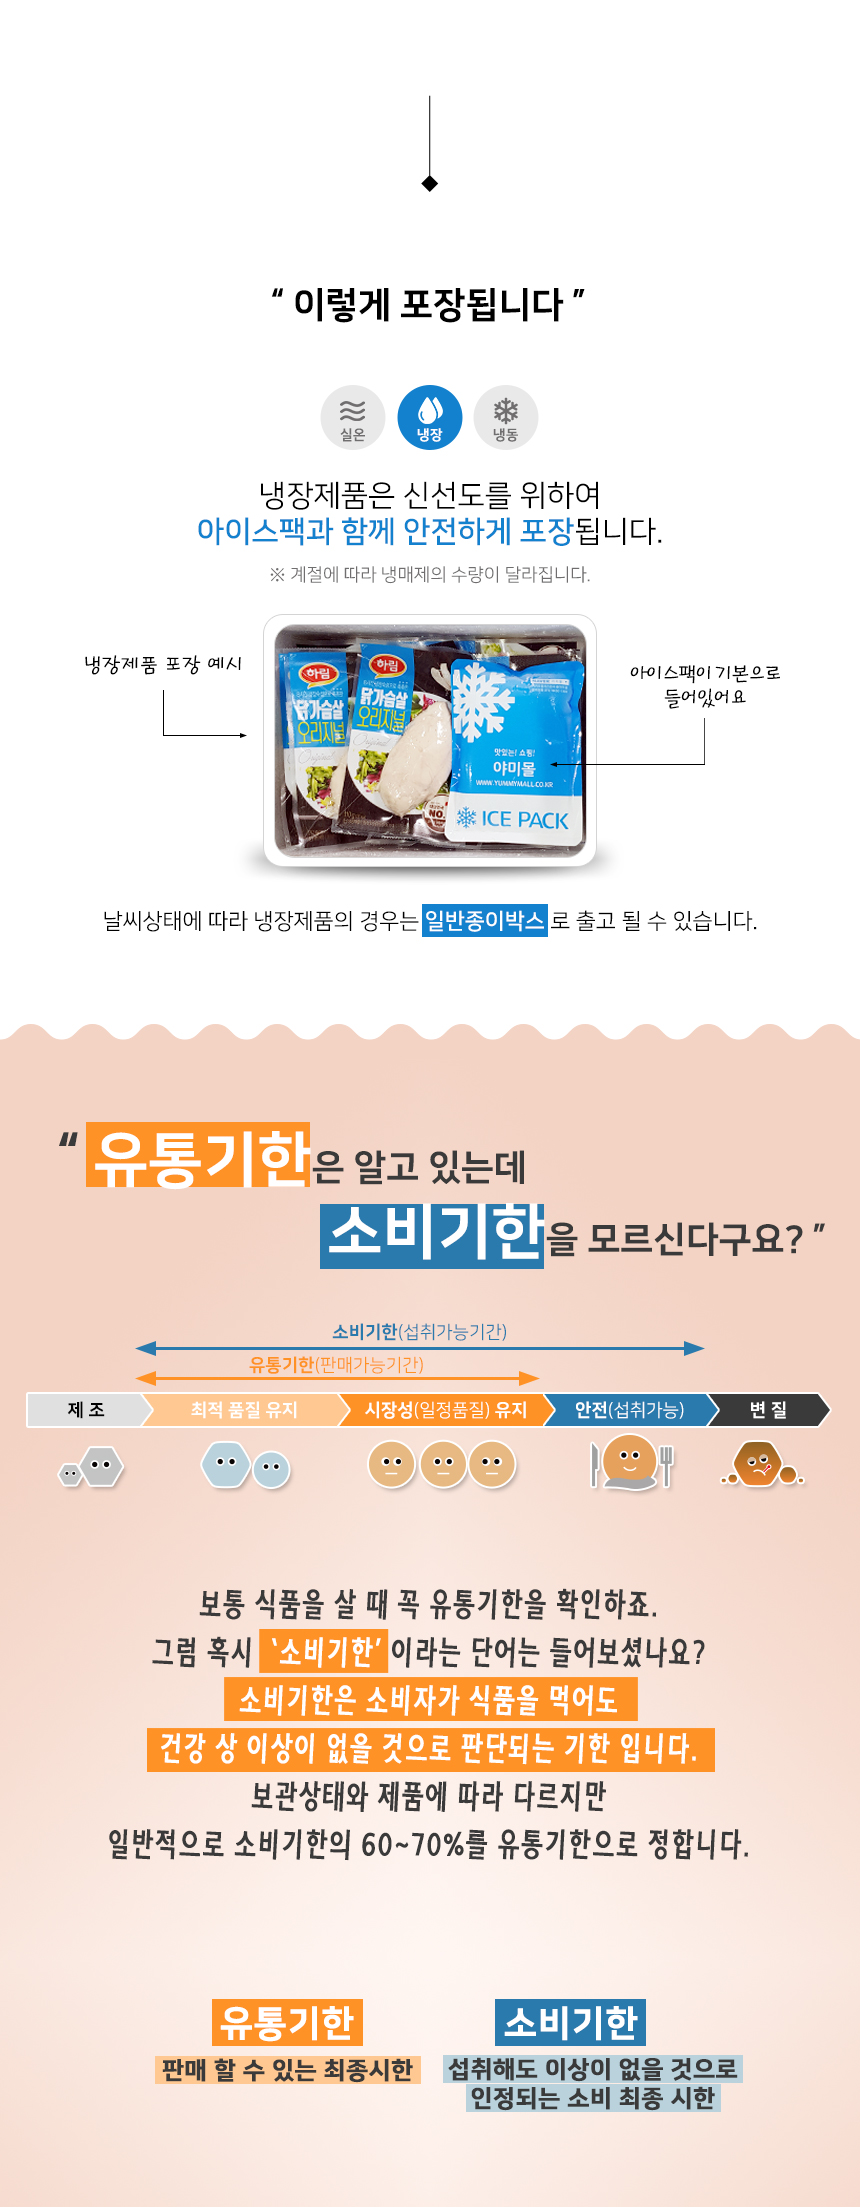 “ 이렇게 포장됩니다 ”
실온
냉장
냉동
냉장제품은 신선도를 위하여
아이스팩과 함께 안전하게 포장됩니다.
※ 계절에 따라 냉매제의 수량이 달라집니다.
냉장제품 포장 예시
아이스팩이 기본으로
들어있어요
하림
닭가슴살
오리지널
Original
하림
닭가슴살
오리지널
Original
NO.
맛있는! 쇼핑!
야미몰
WWW.YUMMYMALL.CO.KR
ICE PACK
날씨상태에 따라 냉장제품의 경우는 일반종이박스로 출고 될 수 있습니다.
“ 유통기한은 알고 있는데
소비기한을 모르신다구요? ”
소비기한(섭취가능기간)
유통기한(판매가능기간)
제 조
최적 품질 유지
시장성(일정품질) 유지
안전(섭취가능)
변 질
보통 식품을 살 때 꼭 유통기한을 확인하죠.
그럼 혹시 ‘소비기한’ 이라는 단어는 들어보셨나요?
소비기한은 소비자가 식품을 먹어도
건강 상 이상이 없을 것으로 판단되는 기한 입니다.
보관상태와 제품에 따라 다르지만
일반적으로 소비기한의 60~70%를 유통기한으로 정합니다.
유통기한
판매 할 수 있는 최종시한
소비기한
섭취해도 이상이 없을 것으로
인정되는 소비 최종 시한